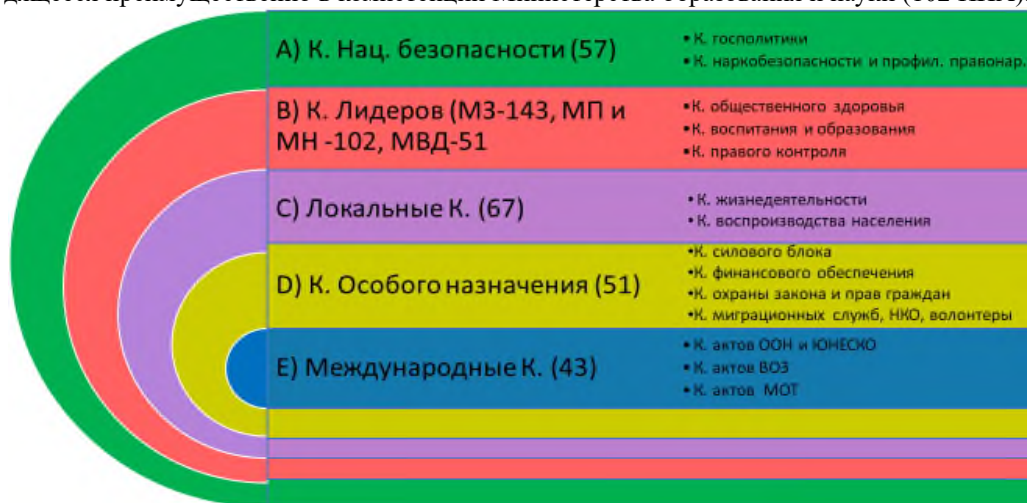 А) К. Нац. безопасности (57)
• К. госполитики
• К. наркобезопасности и профил. правонар.
В) К. Лидеров (МЗ-143, МП и
МН -102, МВД-51
•К. общественного здоровья
•К. воспитания и образования
•К. правого контроля
С) Локальные К. (67)
• К. жизнедеятельности
• К. воспроизводства населения
D) К. Особого назначения (51)
•К. силового блока
•К. финансового обеспечения
•К. охраны закона и прав граждан
•К. миграционных служб, НКО, волонтеры
Е) Международные К. (43)
• К. актов ООН и ЮНЕСКО
• К. актов ВОЗ
• К. актов МОТ